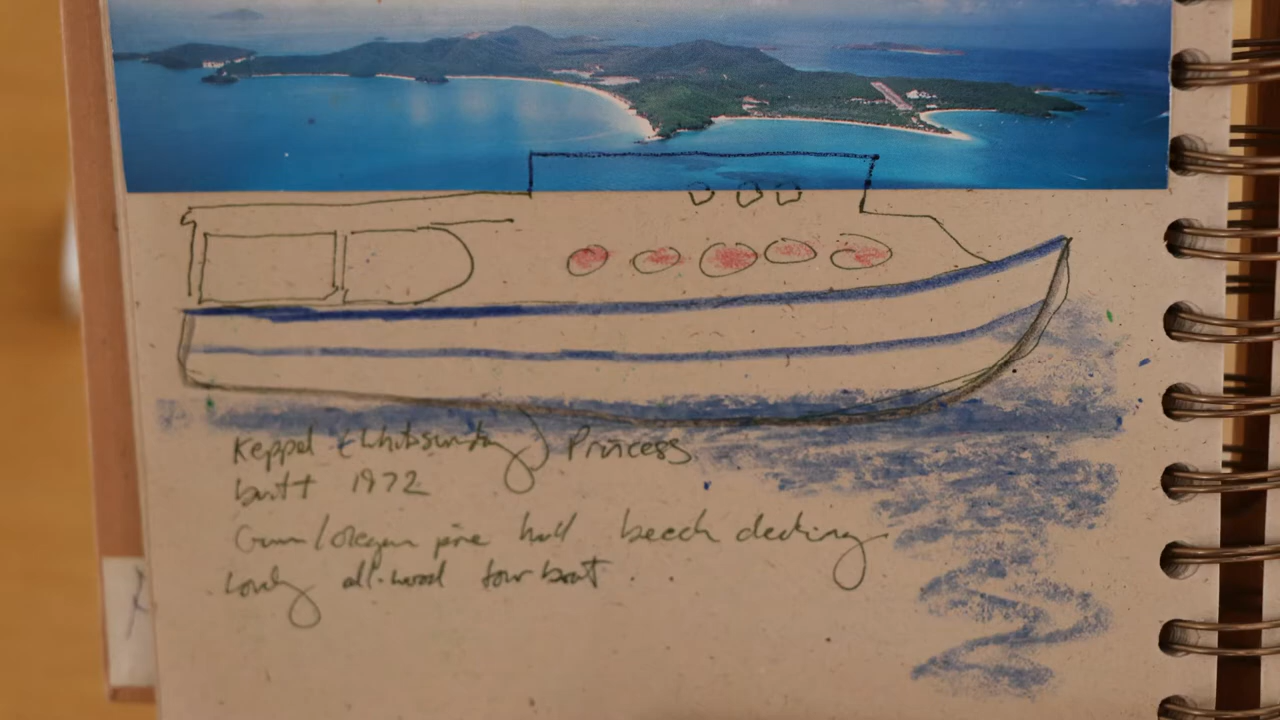 Keppel (Whitsunday) Princess
built 1972
Gum/oregon pine hull beech decking
Lovely all-wood tour boat . .